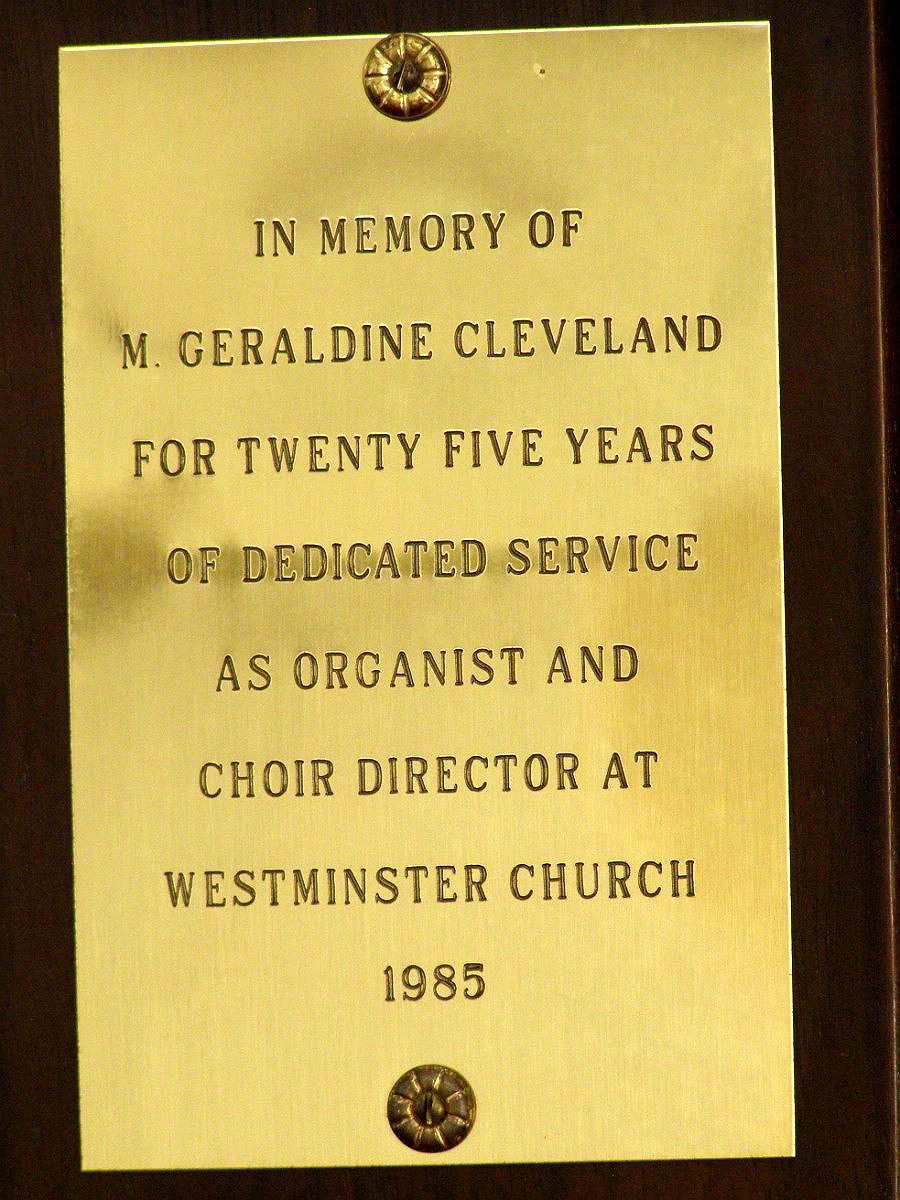 IN MEMORY OF
M. GERALDINE CLEVELAND
FOR TWENTY FIVE YEARS
OF DEDICATED SERVICE
AS ORGANIST AND
CHOIR DIRECTOR AT
WESTMINSTER CHURCH
1985